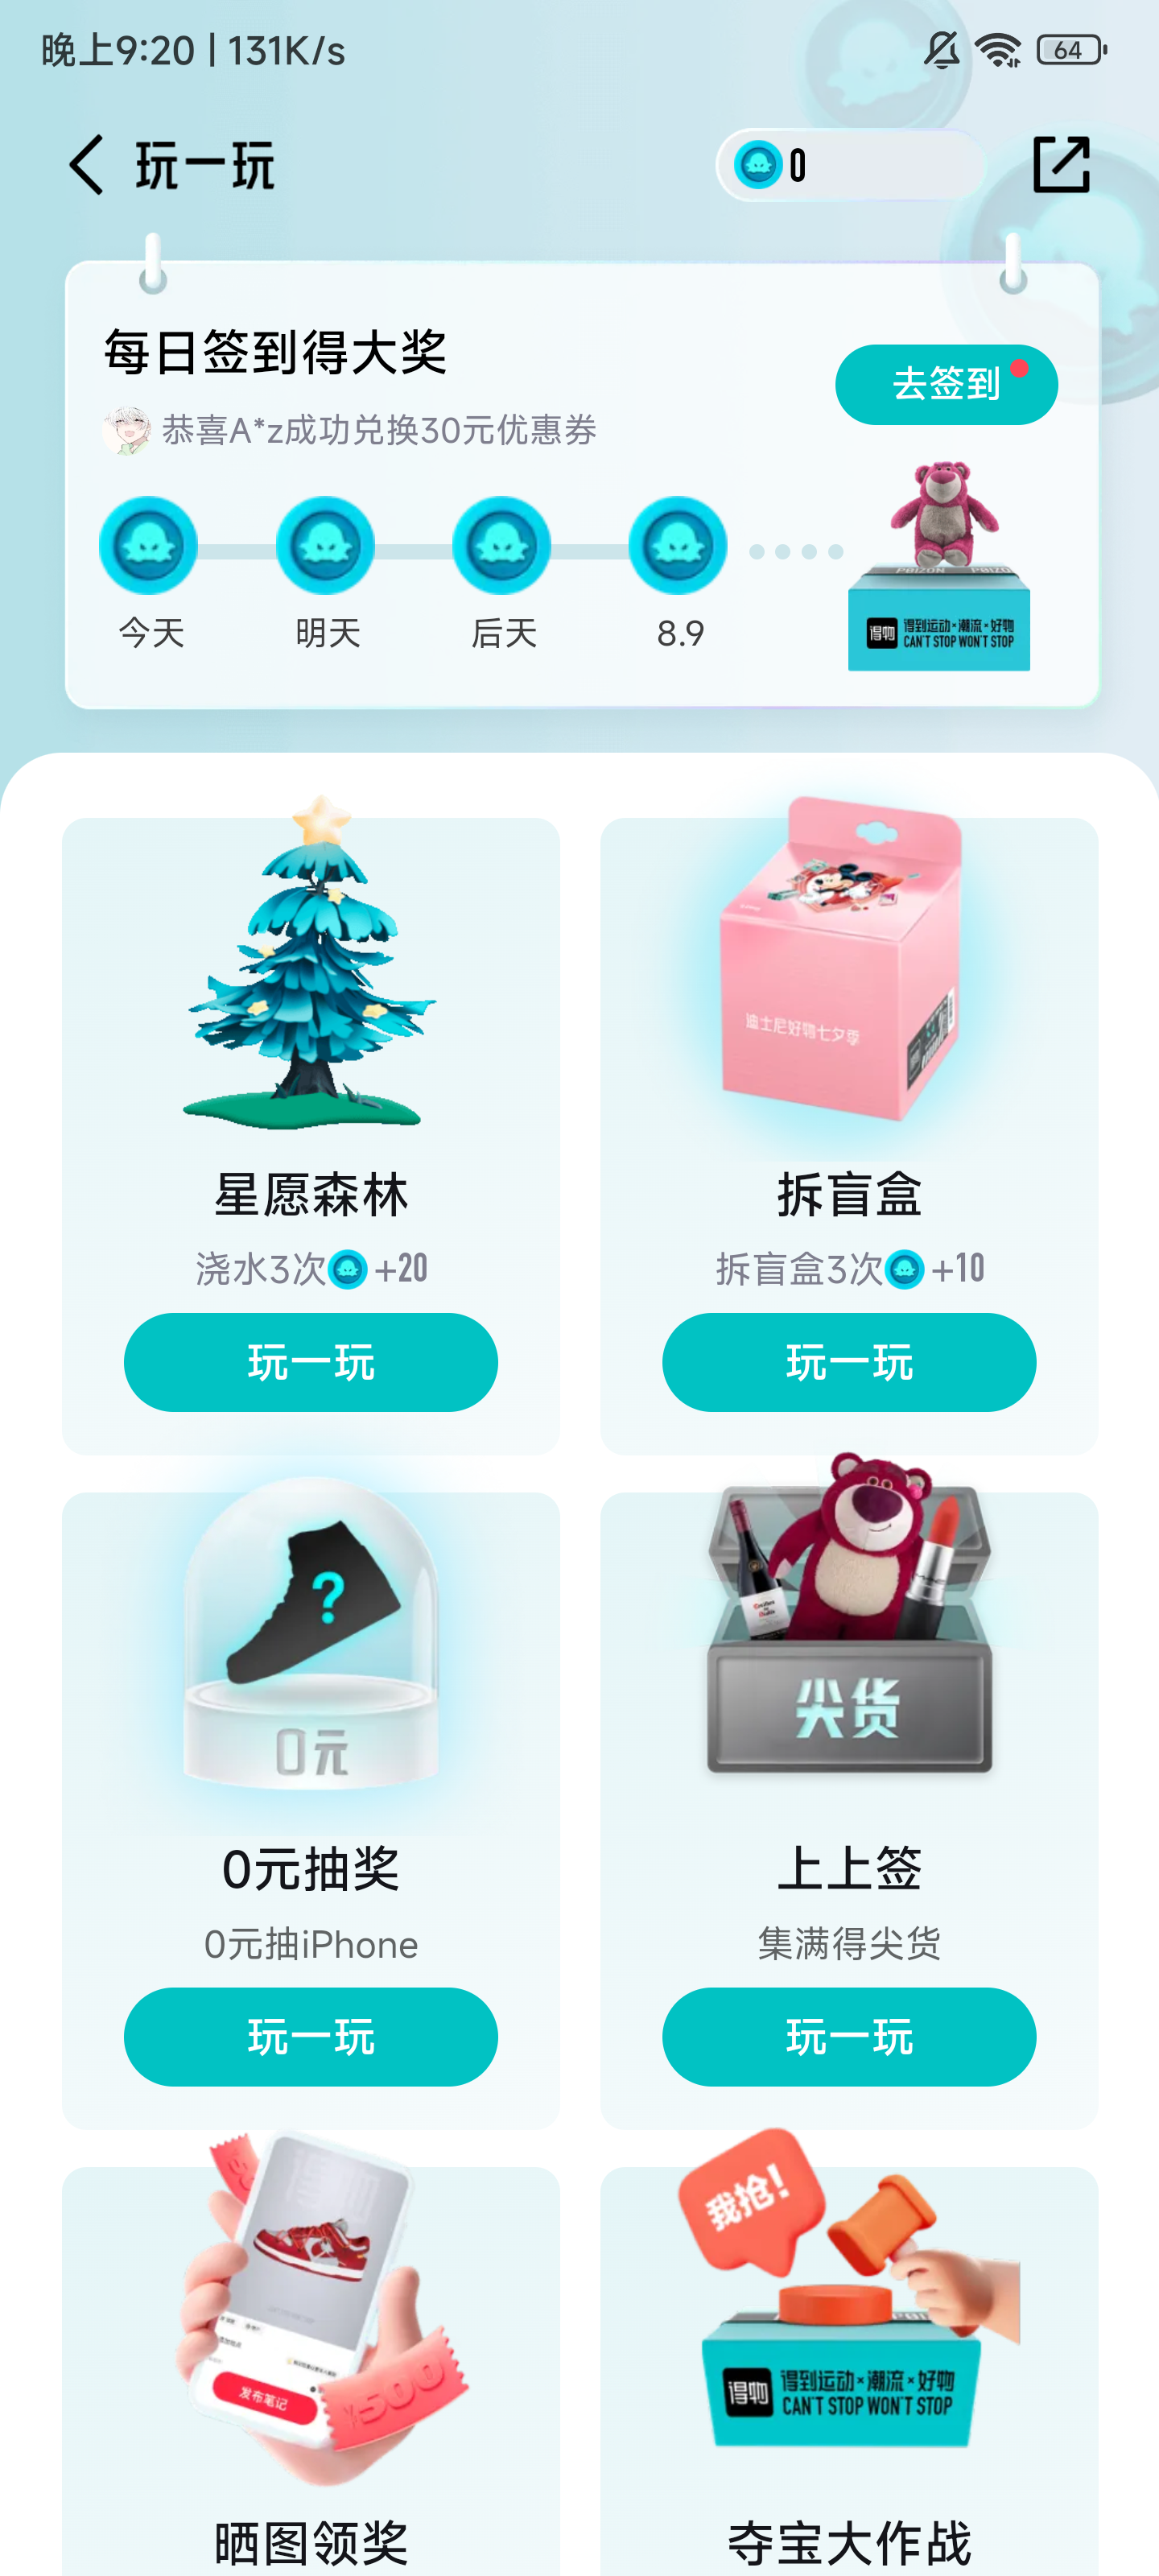 晚上9:20 | 131K/s
64
玩一玩
0
每日签到得大奖
去签到
恭喜A*z成功兑换30元优惠券
今天
明天
后天
8.9
得物
得到运动×潮流×好物
CAN'T STOP WON'T STOP
迪士尼好物七夕季
星愿森林
浇水3次 +20
玩一玩
拆盲盒
拆盲盒3次 +10
玩一玩
?
0元
0元抽奖
0元抽iPhone
玩一玩
尖货
上上签
集满得尖货
玩一玩
发布笔记
¥500
晒图领奖
我抢!
得物
得到运动×潮流×好物
CAN'T STOP WON'T STOP
夺宝大作战